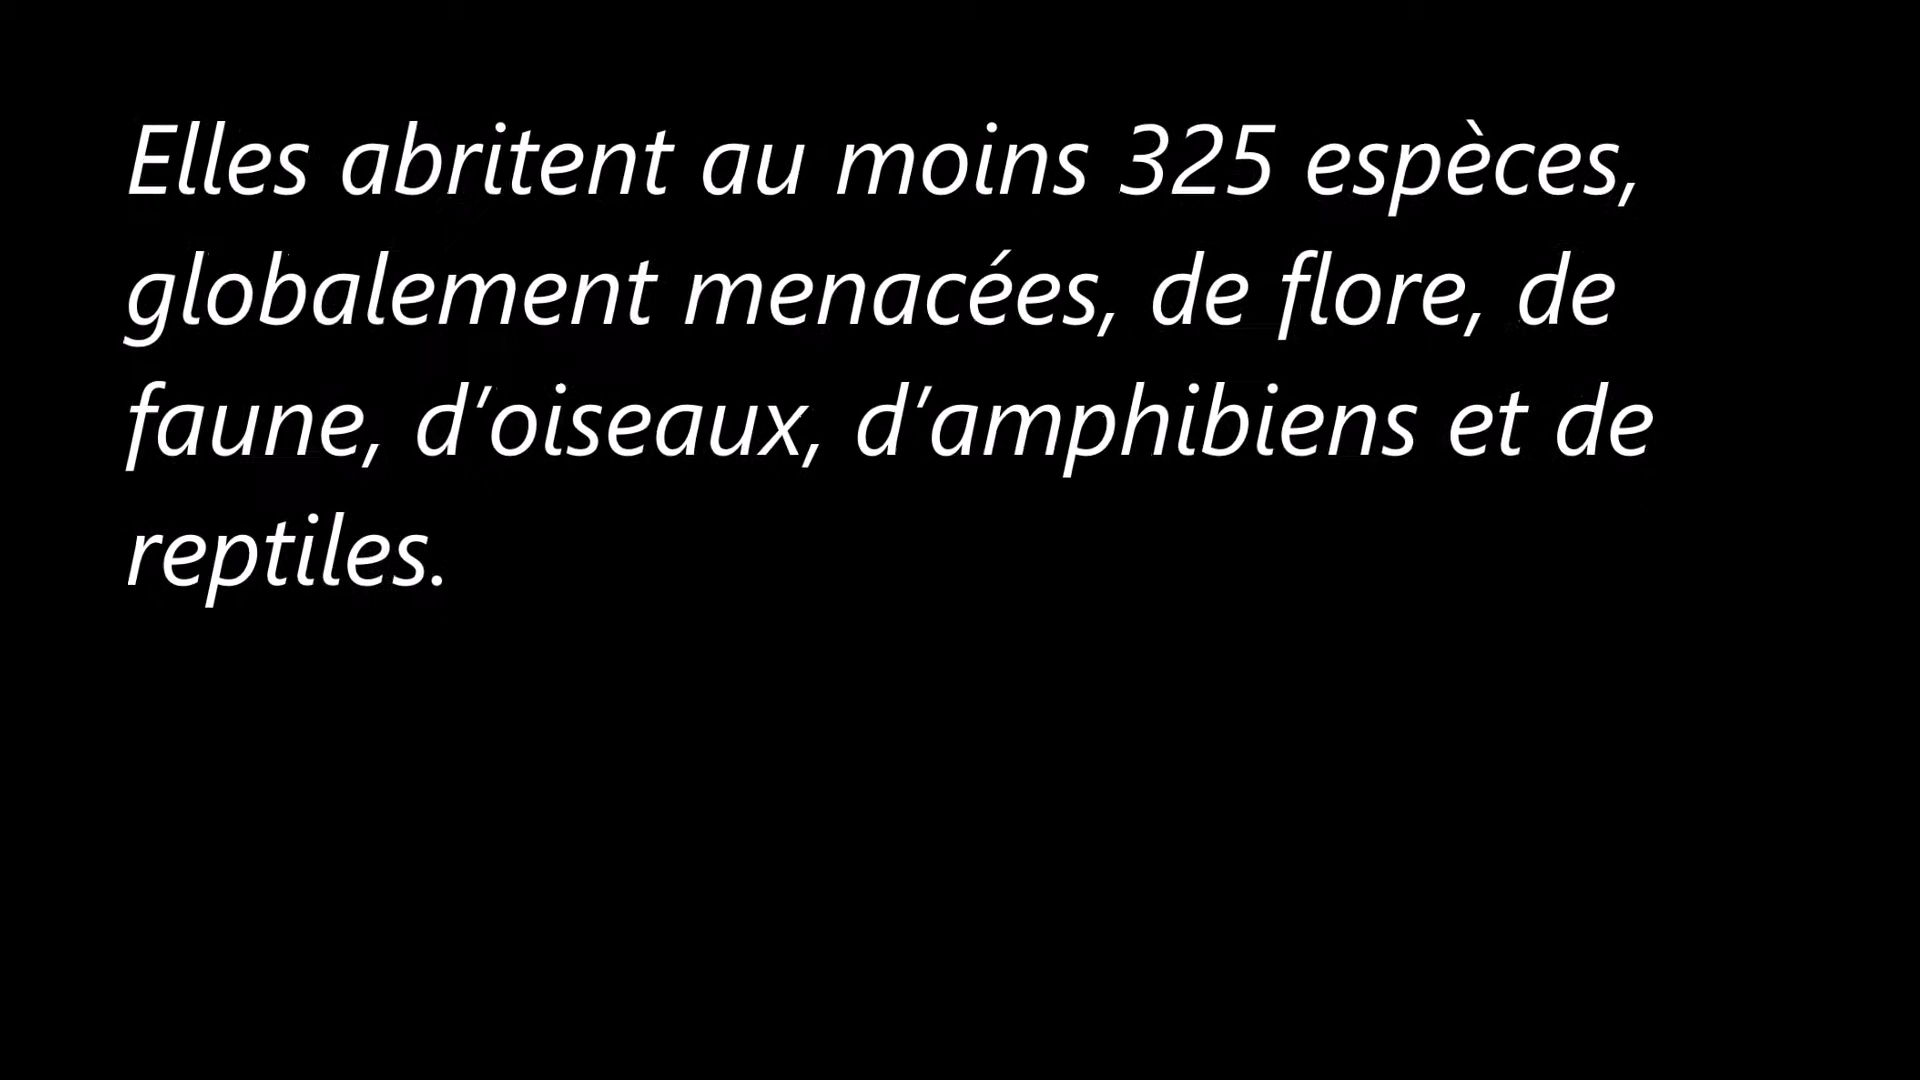 Elles abritent au moins 325 espèces,
globalement menacées, de flore, de
faune, d’oiseaux, d’amphibiens et de
reptiles.